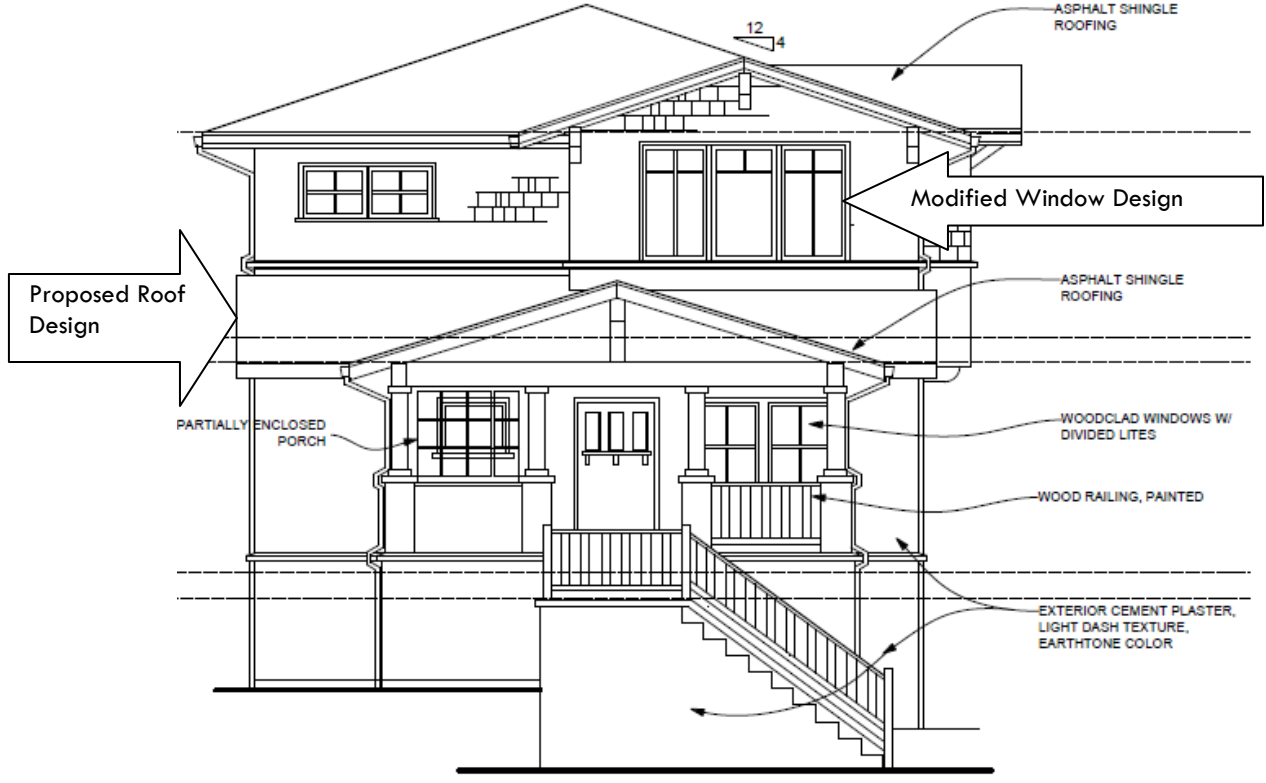 ASPHALT SHINGLE
ROOFING
12
4
Modified Window Design
Proposed Roof
Design
ASPHALT SHINGLE
ROOFING
PARTIALLY ENCLOSED
PORCH
WOODCLAD WINDOWS W/
DIVIDED LITES
WOOD RAILING, PAINTED
EXTERIOR CEMENT PLASTER,
LIGHT DASH TEXTURE,
EARTHTONE COLOR